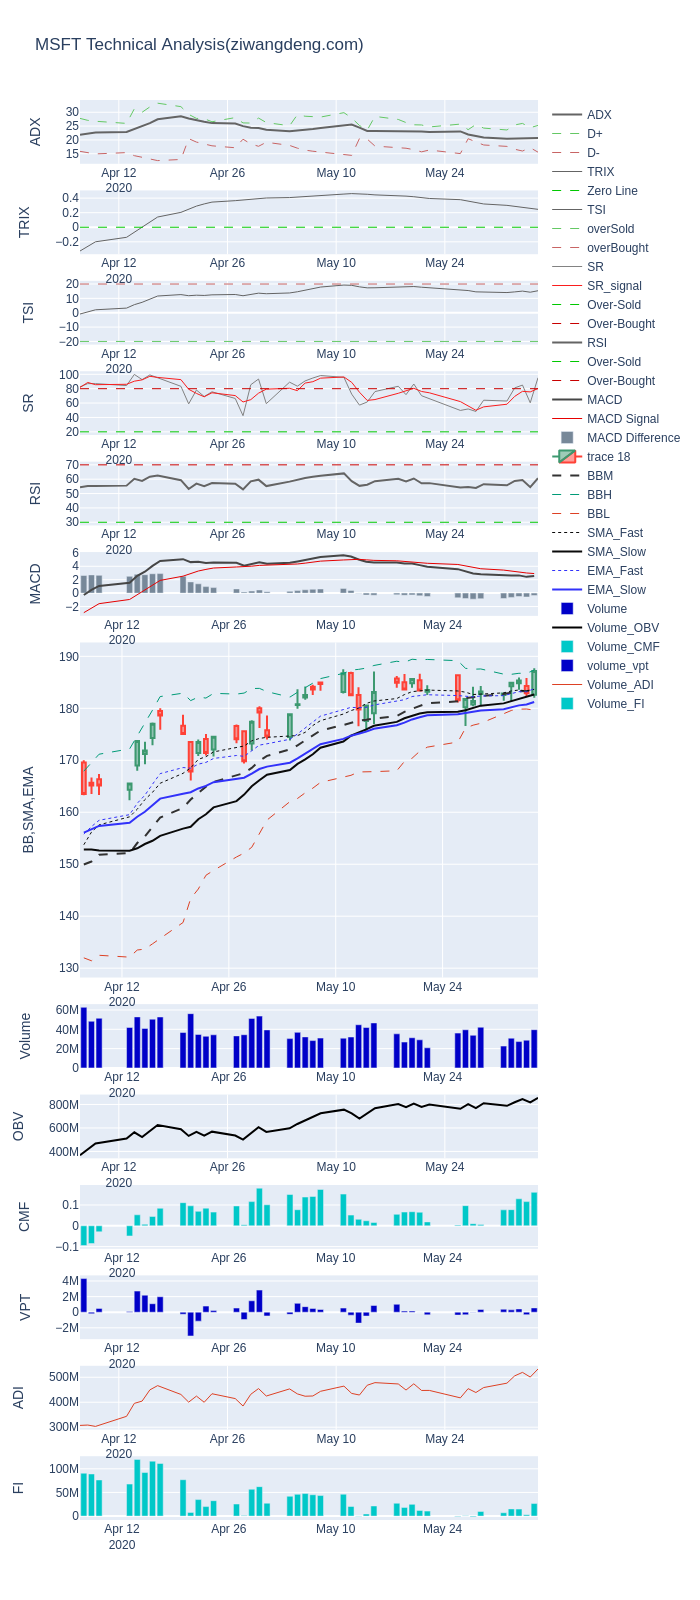 MSFT Technical Analysis(ziwangdeng.com)
ADX
30
25
20
15
Apr 12
2020
Apr 26
May 10
May 24
TRIX
0.4
0.2
0
−0.2
Apr 12
2020
Apr 26
May 10
May 24
TSI
20
10
0
−10
−20
Apr 12
2020
Apr 26
May 10
May 24
SR
100
80
60
40
20
Apr 12
2020
Apr 26
May 10
May 24
RSI
70
60
50
40
30
Apr 12
2020
Apr 26
May 10
May 24
MACD
6
4
2
0
−2
Apr 12
2020
Apr 26
May 10
May 24
BB,SMA,EMA
190
180
170
160
150
140
130
Apr 12
2020
Apr 26
May 10
May 24
Volume
60M
40M
20M
0
Apr 12
2020
Apr 26
May 10
May 24
OBV
800M
600M
400M
Apr 12
2020
Apr 26
May 10
May 24
CMF
0.1
0
−0.1
Apr 12
2020
Apr 26
May 10
May 24
VPT
4M
2M
0
−2M
Apr 12
2020
Apr 26
May 10
May 24
ADI
500M
400M
300M
Apr 12
2020
Apr 26
May 10
May 24
FI
100M
50M
0
Apr 12
2020
Apr 26
May 10
May 24
ADX
D+
D-
TRIX
Zero Line
TSI
overSold
overBought
SR
SR_signal
Over-Sold
Over-Bought
RSI
Over-Sold
Over-Bought
MACD
MACD Signal
MACD Difference
trace 18
BBM
BBH
BBL
SMA_Fast
SMA_Slow
EMA_Fast
EMA_Slow
Volume
Volume_OBV
Volume_CMF
volume_vpt
Volume_ADI
Volume_FI